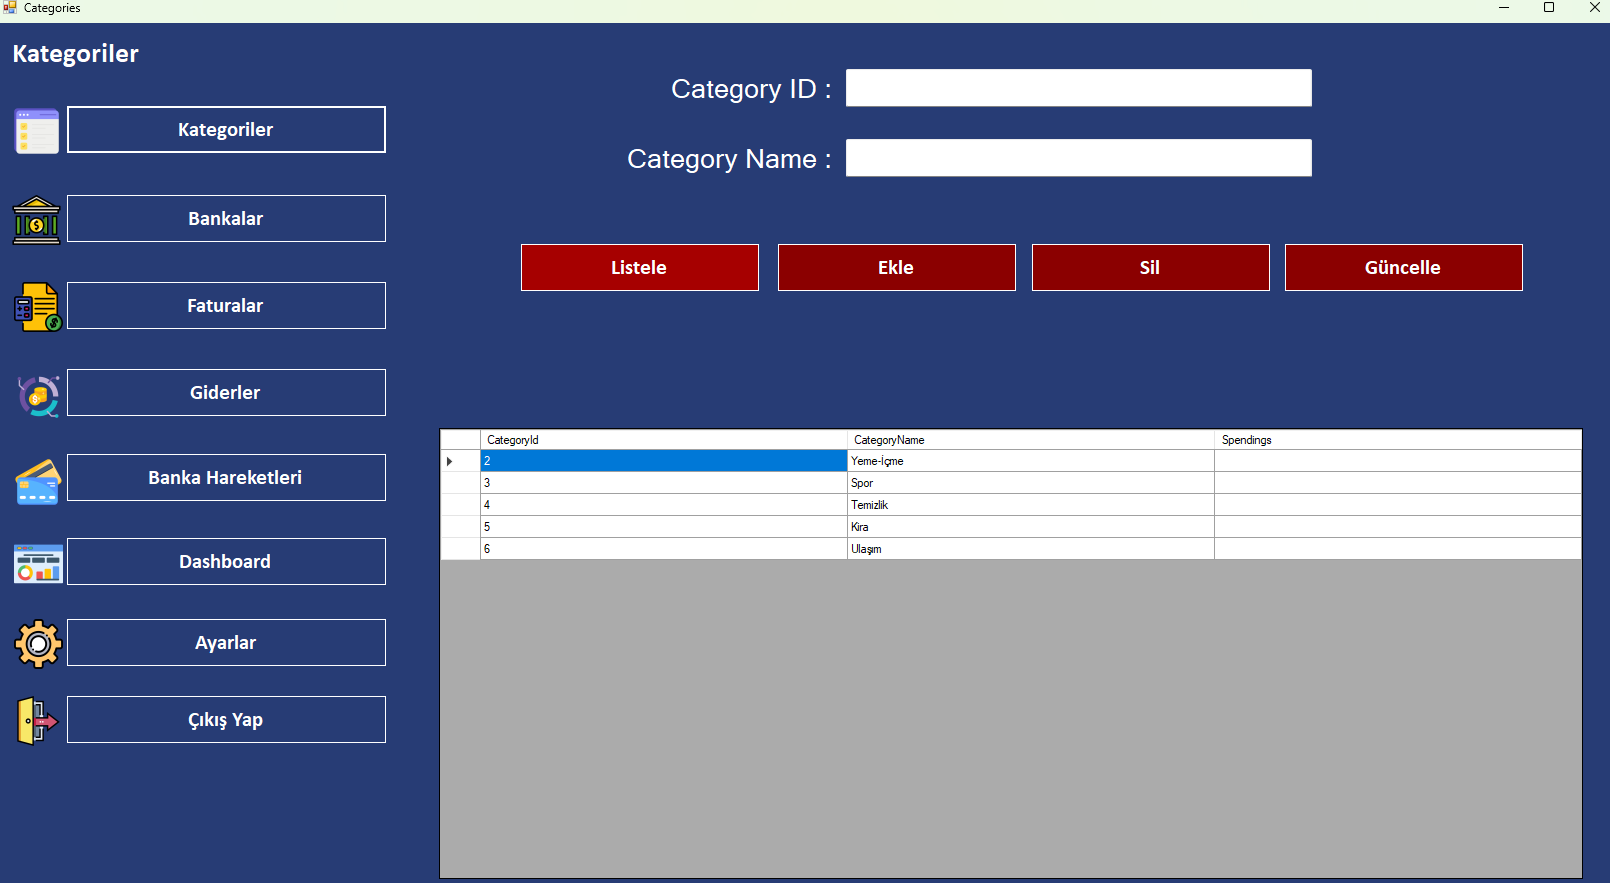 Categories
Kategoriler
Category ID :
Category Name :
Kategoriler
Bankalar
Faturalar
Giderler
Banka Hareketleri
Dashboard
Ayarlar
Çıkış Yap
Listele Ekle Sil Güncelle
CategoryId CategoryName Spendings
2 Yeme-İçme
3 Spor
4 Temizlik
5 Kira
6 Ulaşım